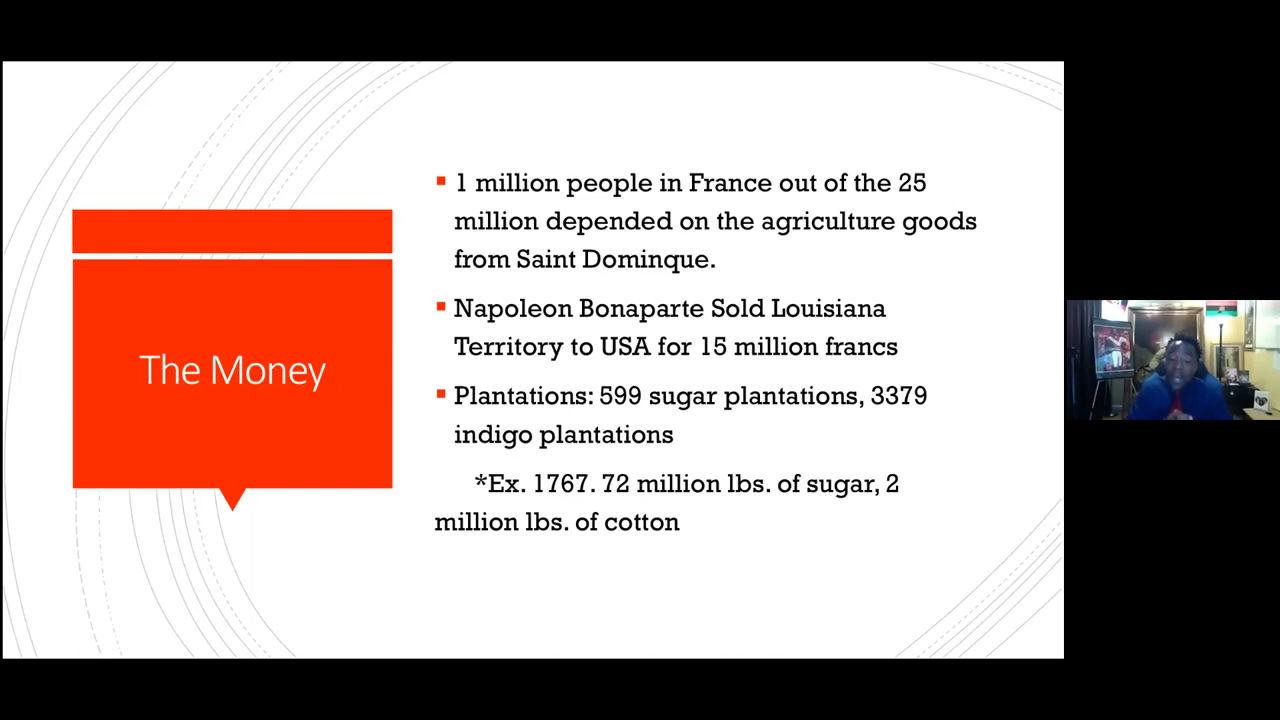 The Money
1 million people in France out of the 25
million depended on the agriculture goods
from Saint Dominque.
Napoleon Bonaparte Sold Louisiana
Territory to USA for 15 million francs
Plantations: 599 sugar plantations, 3379
indigo plantations
*Ex. 1767. 72 million lbs. of sugar, 2
million lbs. of cotton